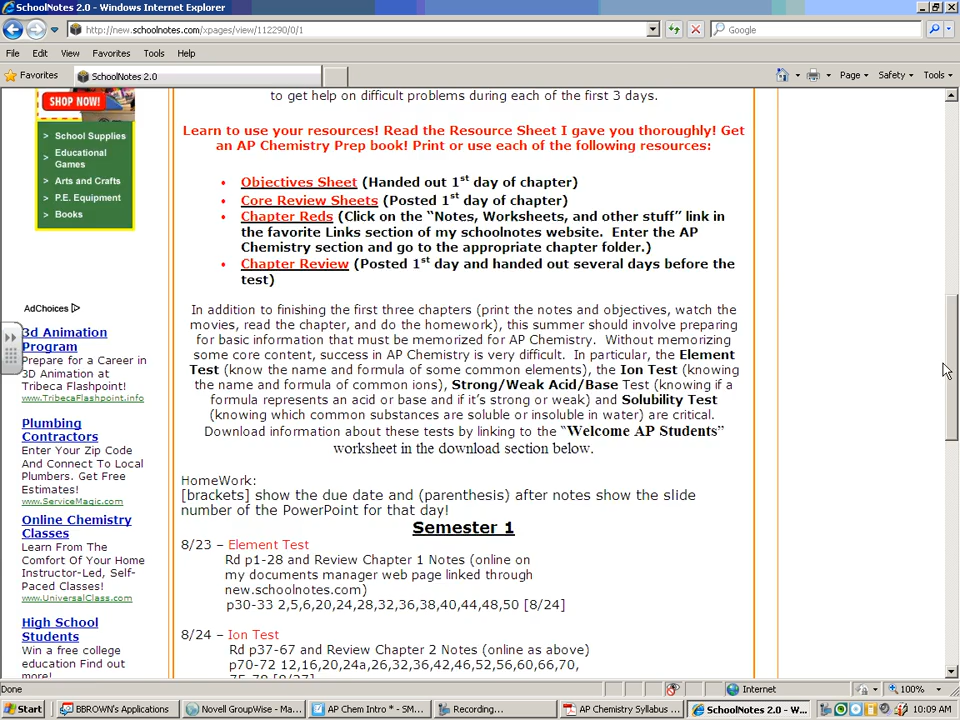 SchoolNotes 2.0 - Windows Internet Explorer
http://new.schoolnotes.com/xpages/view/112290/0/1
Google
File Edit View Favorites Tools Help
Favorites SchoolNotes 2.0
Page Safety Tools
SHOP NOW!
> School Supplies
> Educational
Games
> Arts and Crafts
> P.E. Equipment
> Books
AdChoices
3d Animation
Program
Prepare for a Career in
3D Animation at
Tribeca Flashpoint!
www.TribecaFlashpoint.info
Plumbing
Contractors
Enter Your Zip Code
And Connect To Local
Plumbers. Get Free
Estimates!
www.ServiceMagic.com
Online Chemistry
Classes
Learn From The
Comfort Of Your Home
Instructor-Led, Self-
Paced Classes!
www.UniversalClass.com
High School
Students
Win a free college
education Find out
more!
to get help on difficult problems during each of the first 3 days.
Learn to use your resources! Read the Resource Sheet I gave you thoroughly! Get
an AP Chemistry Prep book! Print or use each of the following resources:
• Objectives Sheet (Handed out 1st day of chapter)
• Core Review Sheets (Posted 1st day of chapter)
• Chapter Reds (Click on the “Notes, Worksheets, and other stuff” link in
the favorite Links section of my schoolnotes website. Enter the AP
Chemistry section and go to the appropriate chapter folder.)
• Chapter Review (Posted 1st day and handed out several days before the
test)
In addition to finishing the first three chapters (print the notes and objectives, watch the
movies, read the chapter, and do the homework), this summer should involve preparing
for basic information that must be memorized for AP Chemistry. Without memorizing
some core content, success in AP Chemistry is very difficult. In particular, the Element
Test (know the name and formula of some common elements), the Ion Test (knowing
the name and formula of common ions), Strong/Weak Acid/Base Test (knowing if a
formula represents an acid or base and if it's strong or weak) and Solubility Test
(knowing which common substances are soluble or insoluble in water) are critical.
Download information about these tests by linking to the “Welcome AP Students”
worksheet in the download section below.
HomeWork:
[brackets] show the due date and (parenthesis) after notes show the slide
number of the PowerPoint for that day!
Semester 1
8/23 – Element Test
Rd p1-28 and Review Chapter 1 Notes (online on
my documents manager web page linked through
new.schoolnotes.com)
p30-33 2,5,6,20,24,28,32,36,38,40,44,48,50 [8/24]
8/24 – Ion Test
Rd p37-67 and Review Chapter 2 Notes (online as above)
p70-72 12,16,20,24a,26,32,36,42,46,52,56,60,66,70,
Done Internet 100%
Start BBROWN's Applications Novell GroupWise - Ma... AP Chem Intro * - SM... Recording... AP Chemistry Syllabus ... SchoolNotes 2.0 - W... 10:09 AM